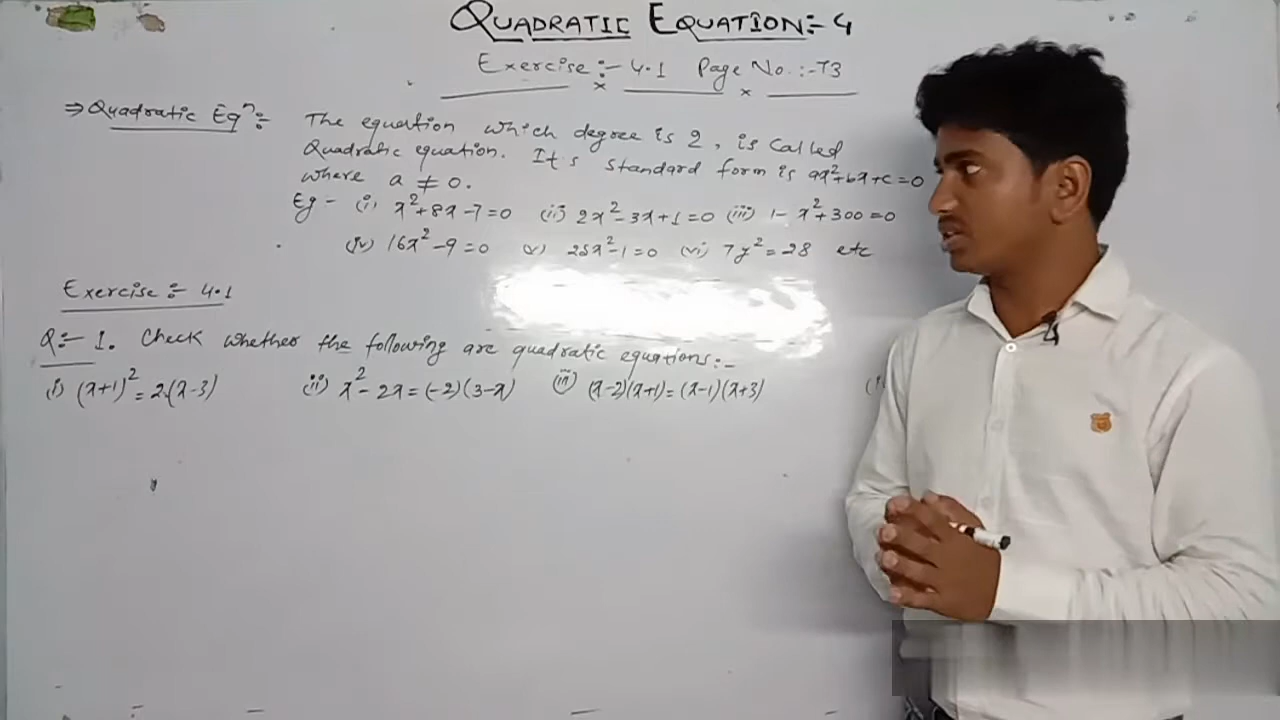 QUADRATIC EQUATION:- 4
Exercise :- 4.1 Page No.:- 73
⇒ Quadratic Eqⁿ:- The equation which degree is 2, is called
Quadratic equation. It's standard form is ax²+bx+c=0
where a ≠ 0.
Eg - (i) x²+8x-7=0 (ii) 2x²-3x+1=0 (iii) 1-x²+300=0
(iv) 16x²-9=0 (v) 25x²-1=0 (vi) 7y²=28 etc
Exercise :- 4.1
Q:- 1. Check whether the following are quadratic equations:-
(i) (x+1)²=2(x-3) (ii) x²-2x=(-2)(3-x) (iii) (x-2)(x+1)=(x-1)(x+3)